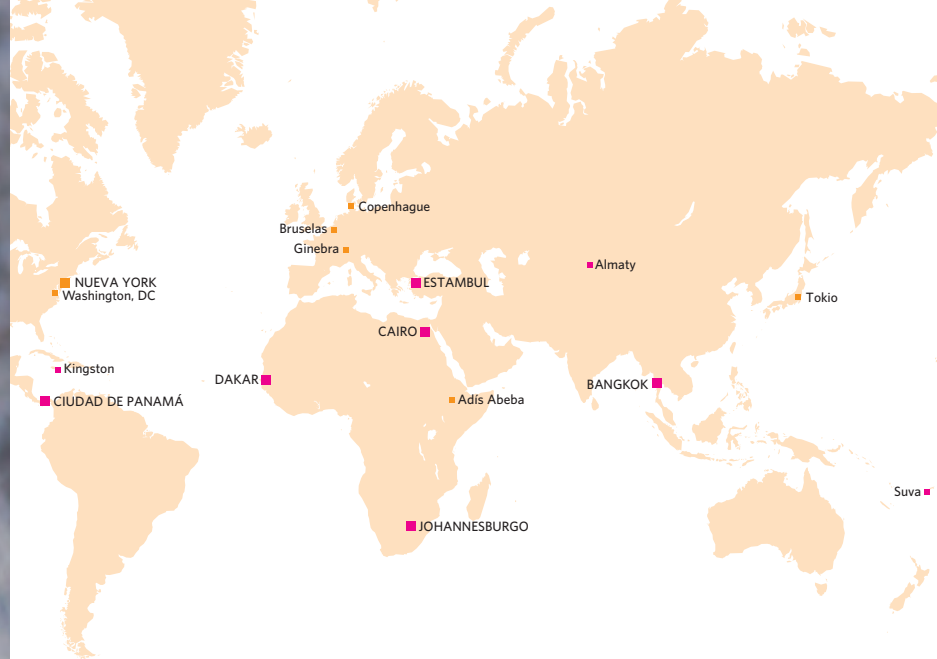 Copenhague
Bruselas
Ginebra
Almaty
NUEVA YORK
ESTAMBUL
Washington, DC
Tokio
CAIRO
Kingston
DAKAR
BANGKOK
CIUDAD DE PANAMÁ
Adís Abeba
Suva
JOHANNESBURGO